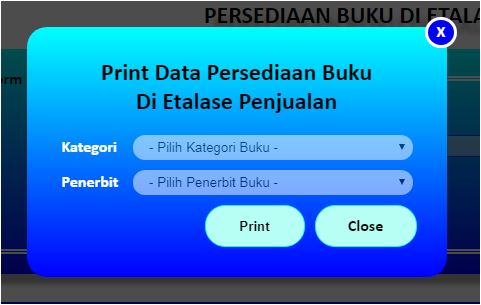 PERSEDIAAN BUKU DI ETALA
X
orm
Print Data Persediaan Buku
Di Etalase Penjualan
Kategori - Pilih Kategori Buku -
Penerbit - Pilih Penerbit Buku -
Print Close